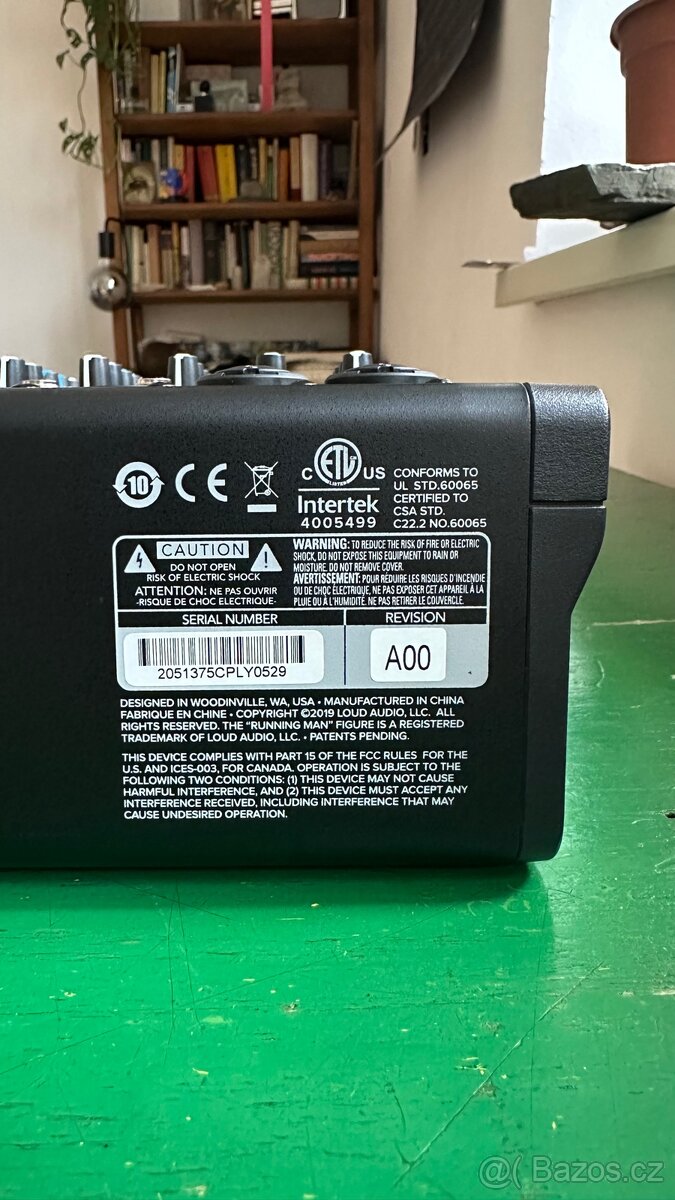 10
CE
C ETL CM US
LISTED
Intertek
4005499
CONFORMS TO
UL STD.60065
CERTIFIED TO
CSA STD.
C22.2 NO.60065
CAUTION
DO NOT OPEN
RISK OF ELECTRIC SHOCK
ATTENTION: NE PAS OUVRIR
-RISQUE DE CHOC ELECTRIQUE-
WARNING: TO REDUCE THE RISK OF FIRE OR ELECTRIC
SHOCK, DO NOT EXPOSE THIS EQUIPMENT TO RAIN OR
MOISTURE. DO NOT REMOVE COVER.
AVERTISSEMENT: POUR RÉDUIRE LES RISQUES D'INCENDIE
OU DE CHOC ÉLECTRIQUE, NE PAS EXPOSER CET APPAREIL À LA
PLUIE OU À L'HUMIDITÉ. NE PAS RETIRER LE COUVERCLE.
SERIAL NUMBER
2051375CPLY0529
REVISION
A00
DESIGNED IN WOODINVILLE, WA, USA • MANUFACTURED IN CHINA
FABRIQUE EN CHINE • COPYRIGHT ©2019 LOUD AUDIO, LLC. ALL
RIGHTS RESERVED. THE "RUNNING MAN" FIGURE IS A REGISTERED
TRADEMARK OF LOUD AUDIO, LLC. • PATENTS PENDING.
THIS DEVICE COMPLIES WITH PART 15 OF THE FCC RULES FOR THE
U.S. AND ICES-003, FOR CANADA. OPERATION IS SUBJECT TO THE
FOLLOWING TWO CONDITIONS: (1) THIS DEVICE MAY NOT CAUSE
HARMFUL INTERFERENCE, AND (2) THIS DEVICE MUST ACCEPT ANY
INTERFERENCE RECEIVED, INCLUDING INTERFERENCE THAT MAY
CAUSE UNDESIRED OPERATION.
@ Bazos.cz